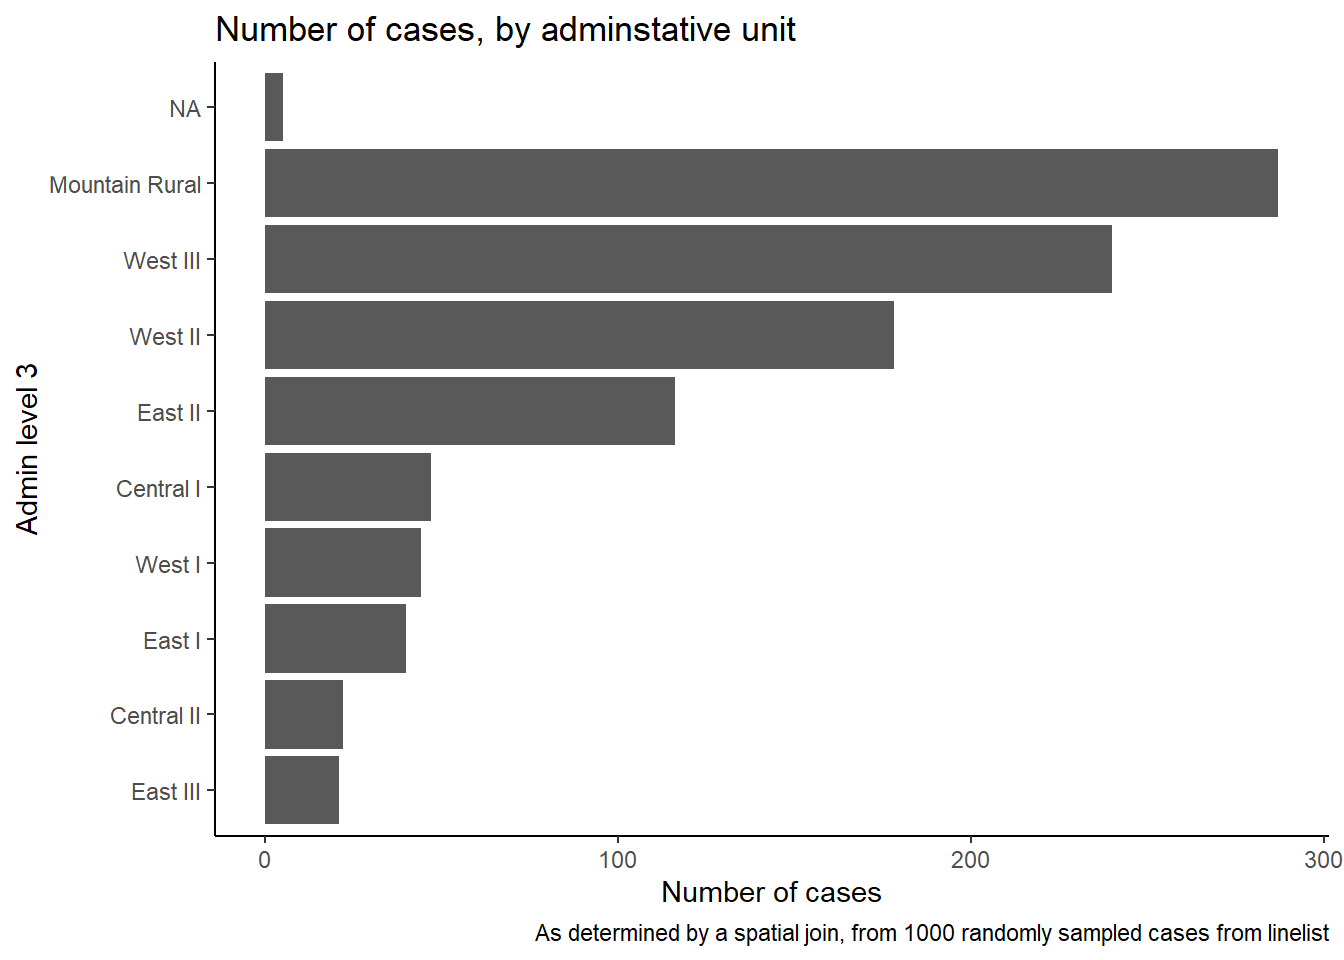 Number of cases, by adminstative unit
NA
Mountain Rural
West III
West II
East II
Central I
West I
East I
Central II
East III
Admin level 3
0 100 200 300
Number of cases
As determined by a spatial join, from 1000 randomly sampled cases from linelist